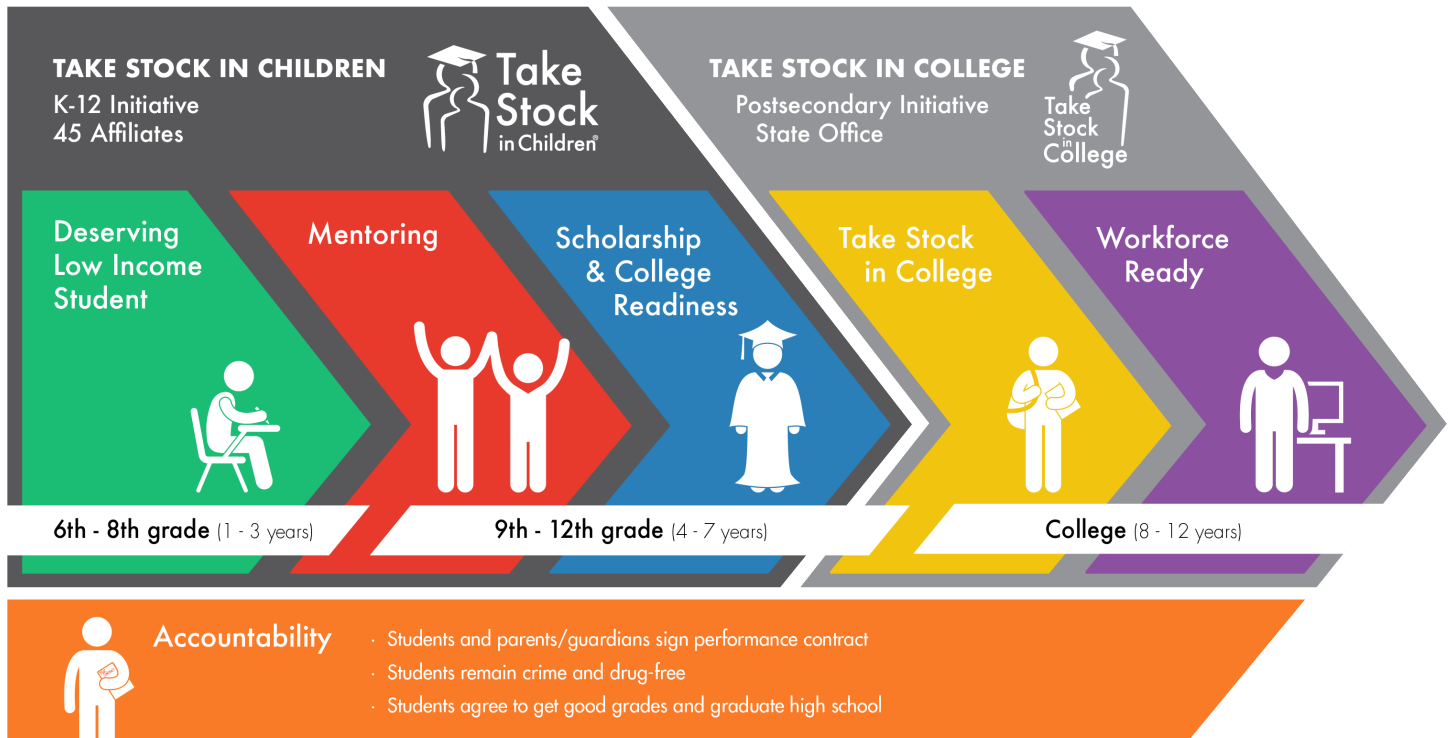 TAKE STOCK IN CHILDREN
K-12 Initiative
45 Affiliates
Take
Stock
in Children®
TAKE STOCK IN COLLEGE
Postsecondary Initiative
State Office
Take
Stock
in
College
Deserving
Low Income
Student
Mentoring
Scholarship
& College
Readiness
Take Stock
in College
Workforce
Ready
6th - 8th grade (1 - 3 years)
9th - 12th grade (4 - 7 years)
College (8 - 12 years)
Accountability
· Students and parents/guardians sign performance contract
· Students remain crime and drug-free
· Students agree to get good grades and graduate high school